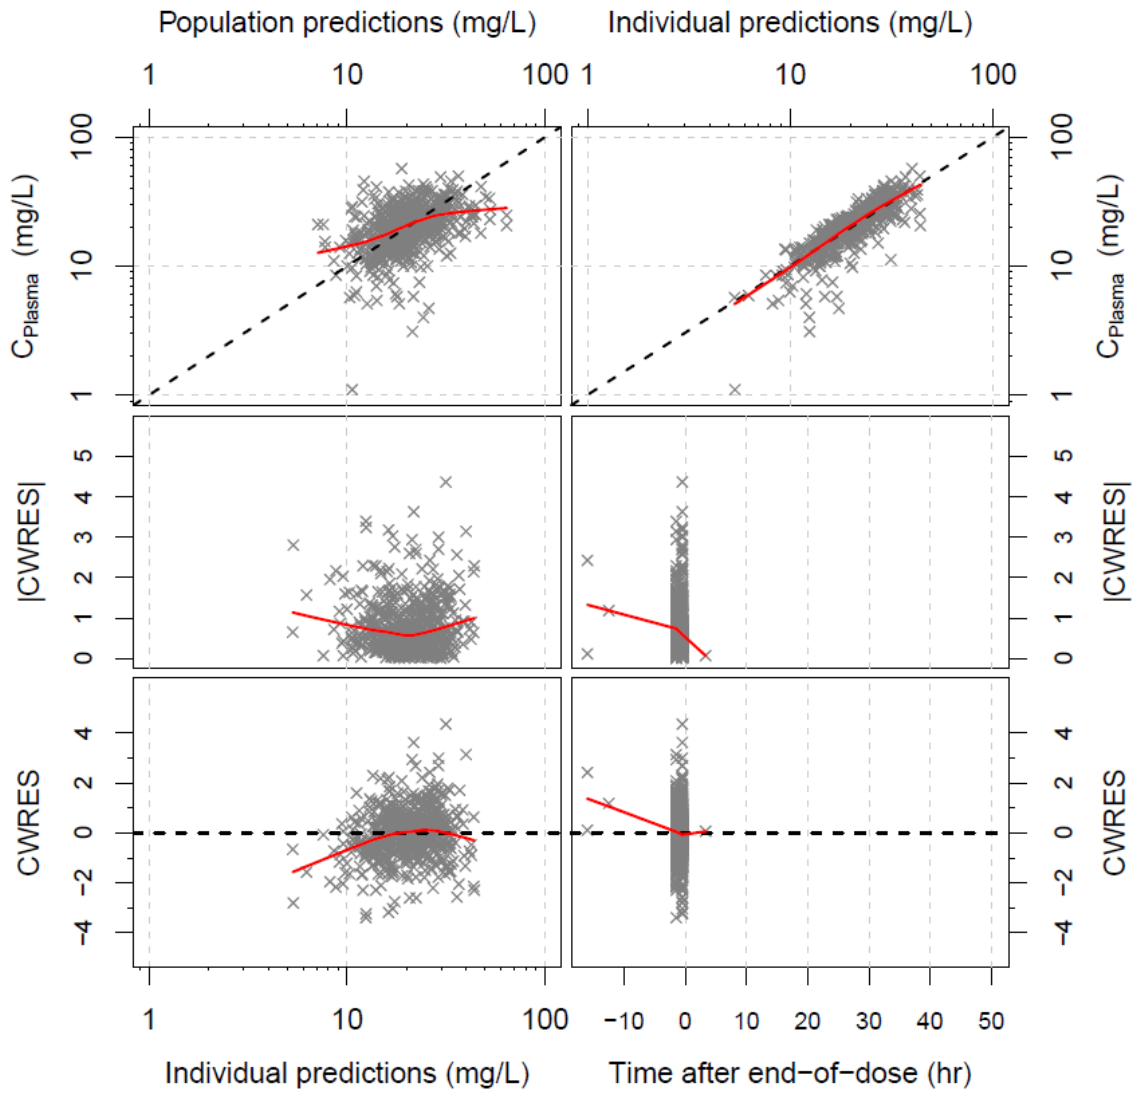 Population predictions (mg/L) Individual predictions (mg/L)
1 10 100 1 10 100
C_Plasma (mg/L)
100
10
1
C_Plasma (mg/L)
100
10
1
|CWRES|
5
4
3
2
1
0
|CWRES|
5
4
3
2
1
0
CWRES
4
2
0
−2
−4
CWRES
4
2
0
−2
−4
1 10 100 −10 0 10 20 30 40 50
Individual predictions (mg/L) Time after end−of−dose (hr)